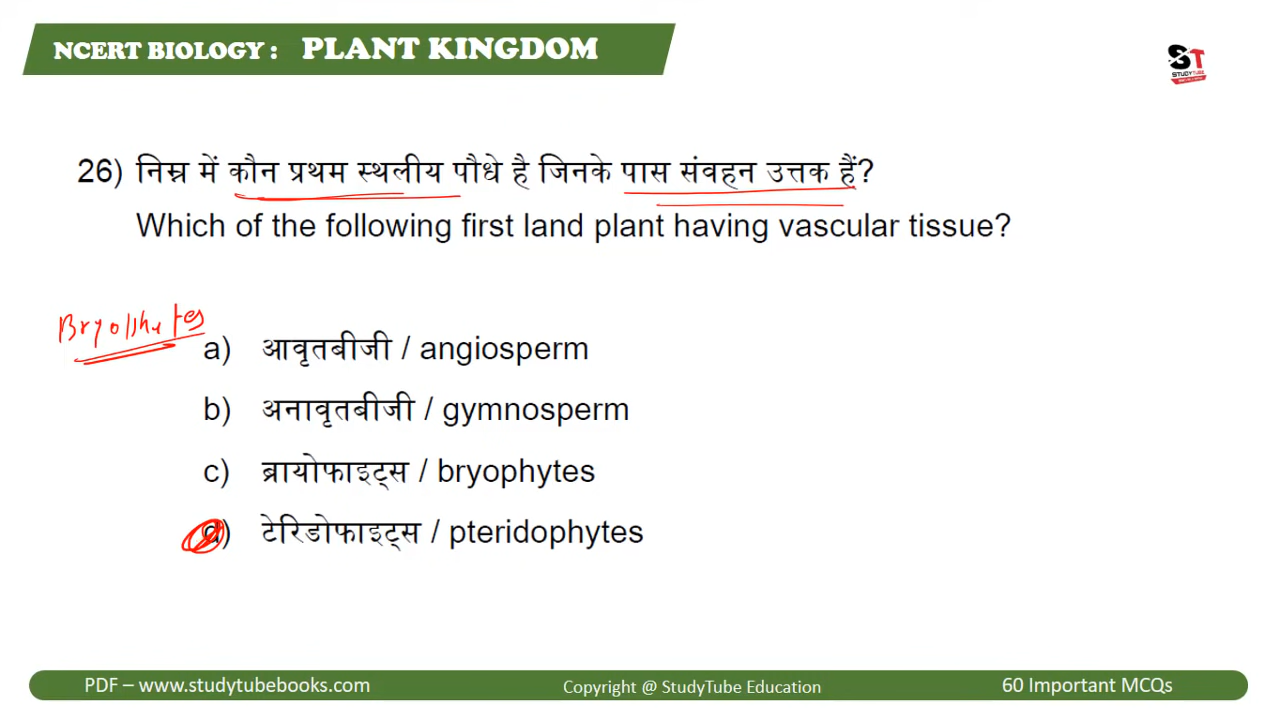 NCERT BIOLOGY : PLANT KINGDOM
ST
STUDYTUBE
26) निम्न में कौन प्रथम स्थलीय पौधे है जिनके पास संवहन उत्तक हैं?
Which of the following first land plant having vascular tissue?
Bryophytes
a) आवृतबीजी / angiosperm
b) अनावृतबीजी / gymnosperm
c) ब्रायोफाइट्स / bryophytes
d) टेरिडोफाइट्स / pteridophytes
PDF – www.studytubebooks.com
Copyright @ StudyTube Education
60 Important MCQs